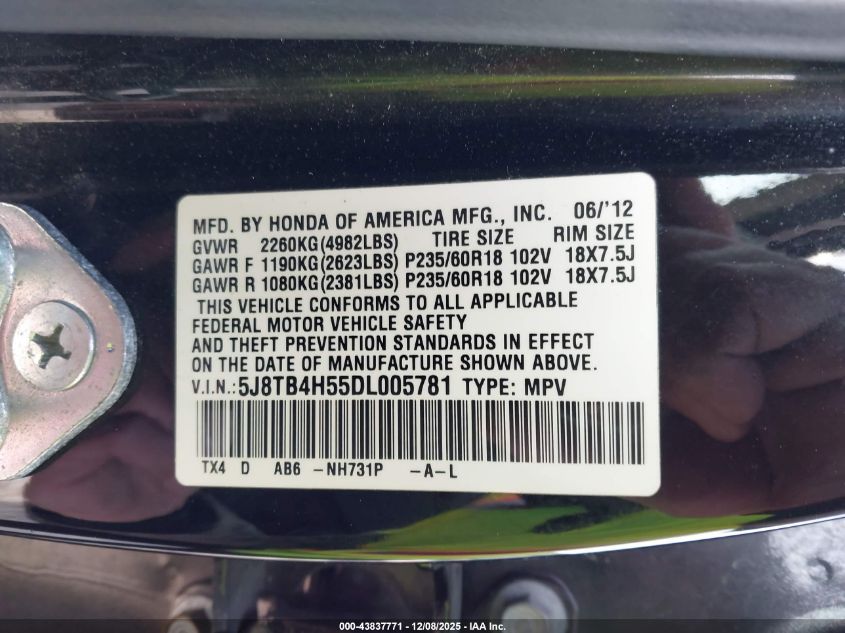 MFD. BY HONDA OF AMERICA MFG., INC. 06/'12
GVWR 2260KG(4982LBS) TIRE SIZE RIM SIZE
GAWR F 1190KG(2623LBS) P235/60R18 102V 18X7.5J
GAWR R 1080KG(2381LBS) P235/60R18 102V 18X7.5J
THIS VEHICLE CONFORMS TO ALL APPLICABLE
FEDERAL MOTOR VEHICLE SAFETY
AND THEFT PREVENTION STANDARDS IN EFFECT
ON THE DATE OF MANUFACTURE SHOWN ABOVE.
V.I.N.: 5J8TB4H55DL005781 TYPE: MPV
TX4 D AB6 -NH731P -A-L
000-43837771 - 12/08/2025 - IAA Inc.